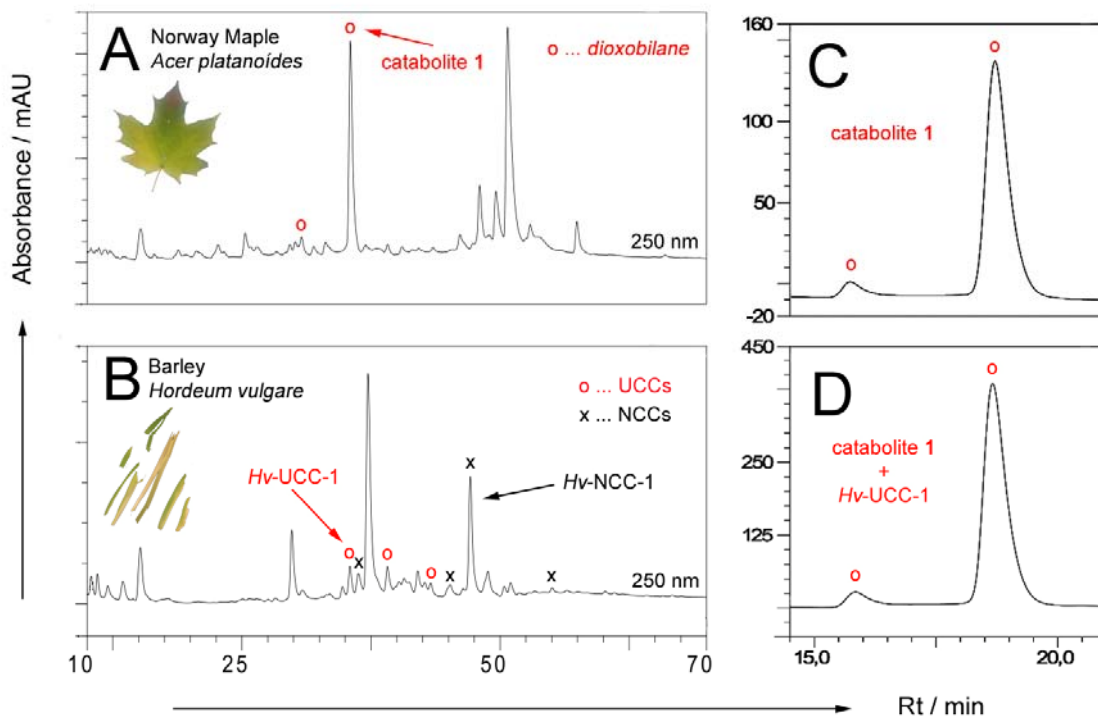 Absorbance / mAU
A
Norway Maple
Acer platanoídes
catabolite 1
o ... dioxobilane
o
o
250 nm
B
Barley
Hordeum vulgare
o ... UCCs
x ... NCCs
Hv-UCC-1
Hv-NCC-1
o
x
o
o
x
x
x
250 nm
10
25
50
70
C
catabolite 1
o
o
160
100
50
-20
D
catabolite 1
+
Hv-UCC-1
o
o
450
250
125
15,0
20,0
Rt / min